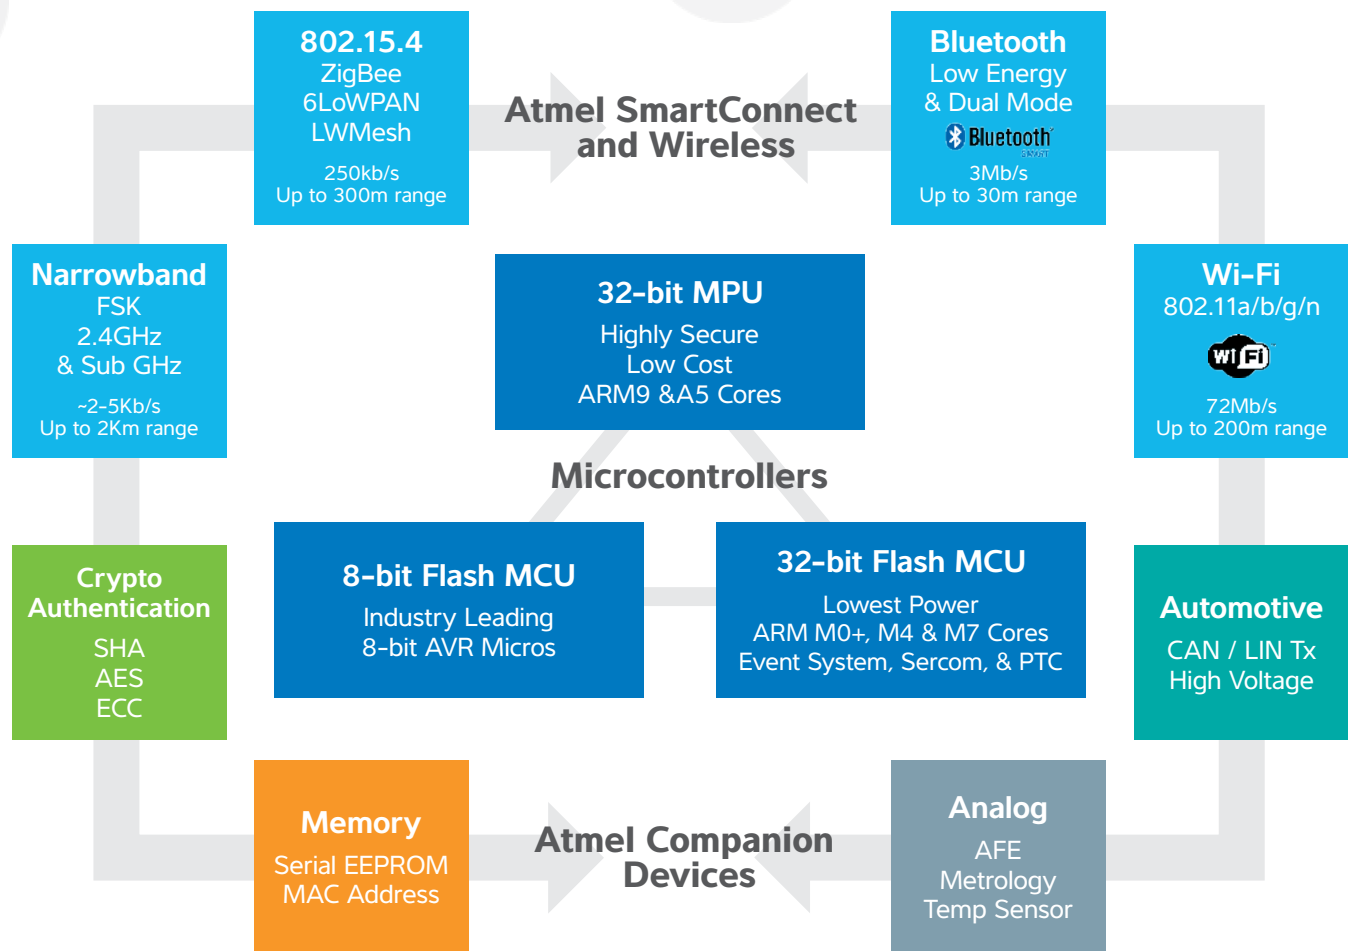 802.15.4
ZigBee
6LoWPAN
LWMesh
250kb/s
Up to 300m range
Atmel SmartConnect
and Wireless
Bluetooth
Low Energy
& Dual Mode
Bluetooth
SMART
3Mb/s
Up to 30m range
Narrowband
FSK
2.4GHz
& Sub GHz
~2-5Kb/s
Up to 2Km range
32-bit MPU
Highly Secure
Low Cost
ARM9 &A5 Cores
Wi-Fi
802.11a/b/g/n
Wi Fi
72Mb/s
Up to 200m range
Microcontrollers
8-bit Flash MCU
Industry Leading
8-bit AVR Micros
32-bit Flash MCU
Lowest Power
ARM M0+, M4 & M7 Cores
Event System, Sercom, & PTC
Crypto
Authentication
SHA
AES
ECC
Automotive
CAN / LIN Tx
High Voltage
Memory
Serial EEPROM
MAC Address
Atmel Companion
Devices
Analog
AFE
Metrology
Temp Sensor